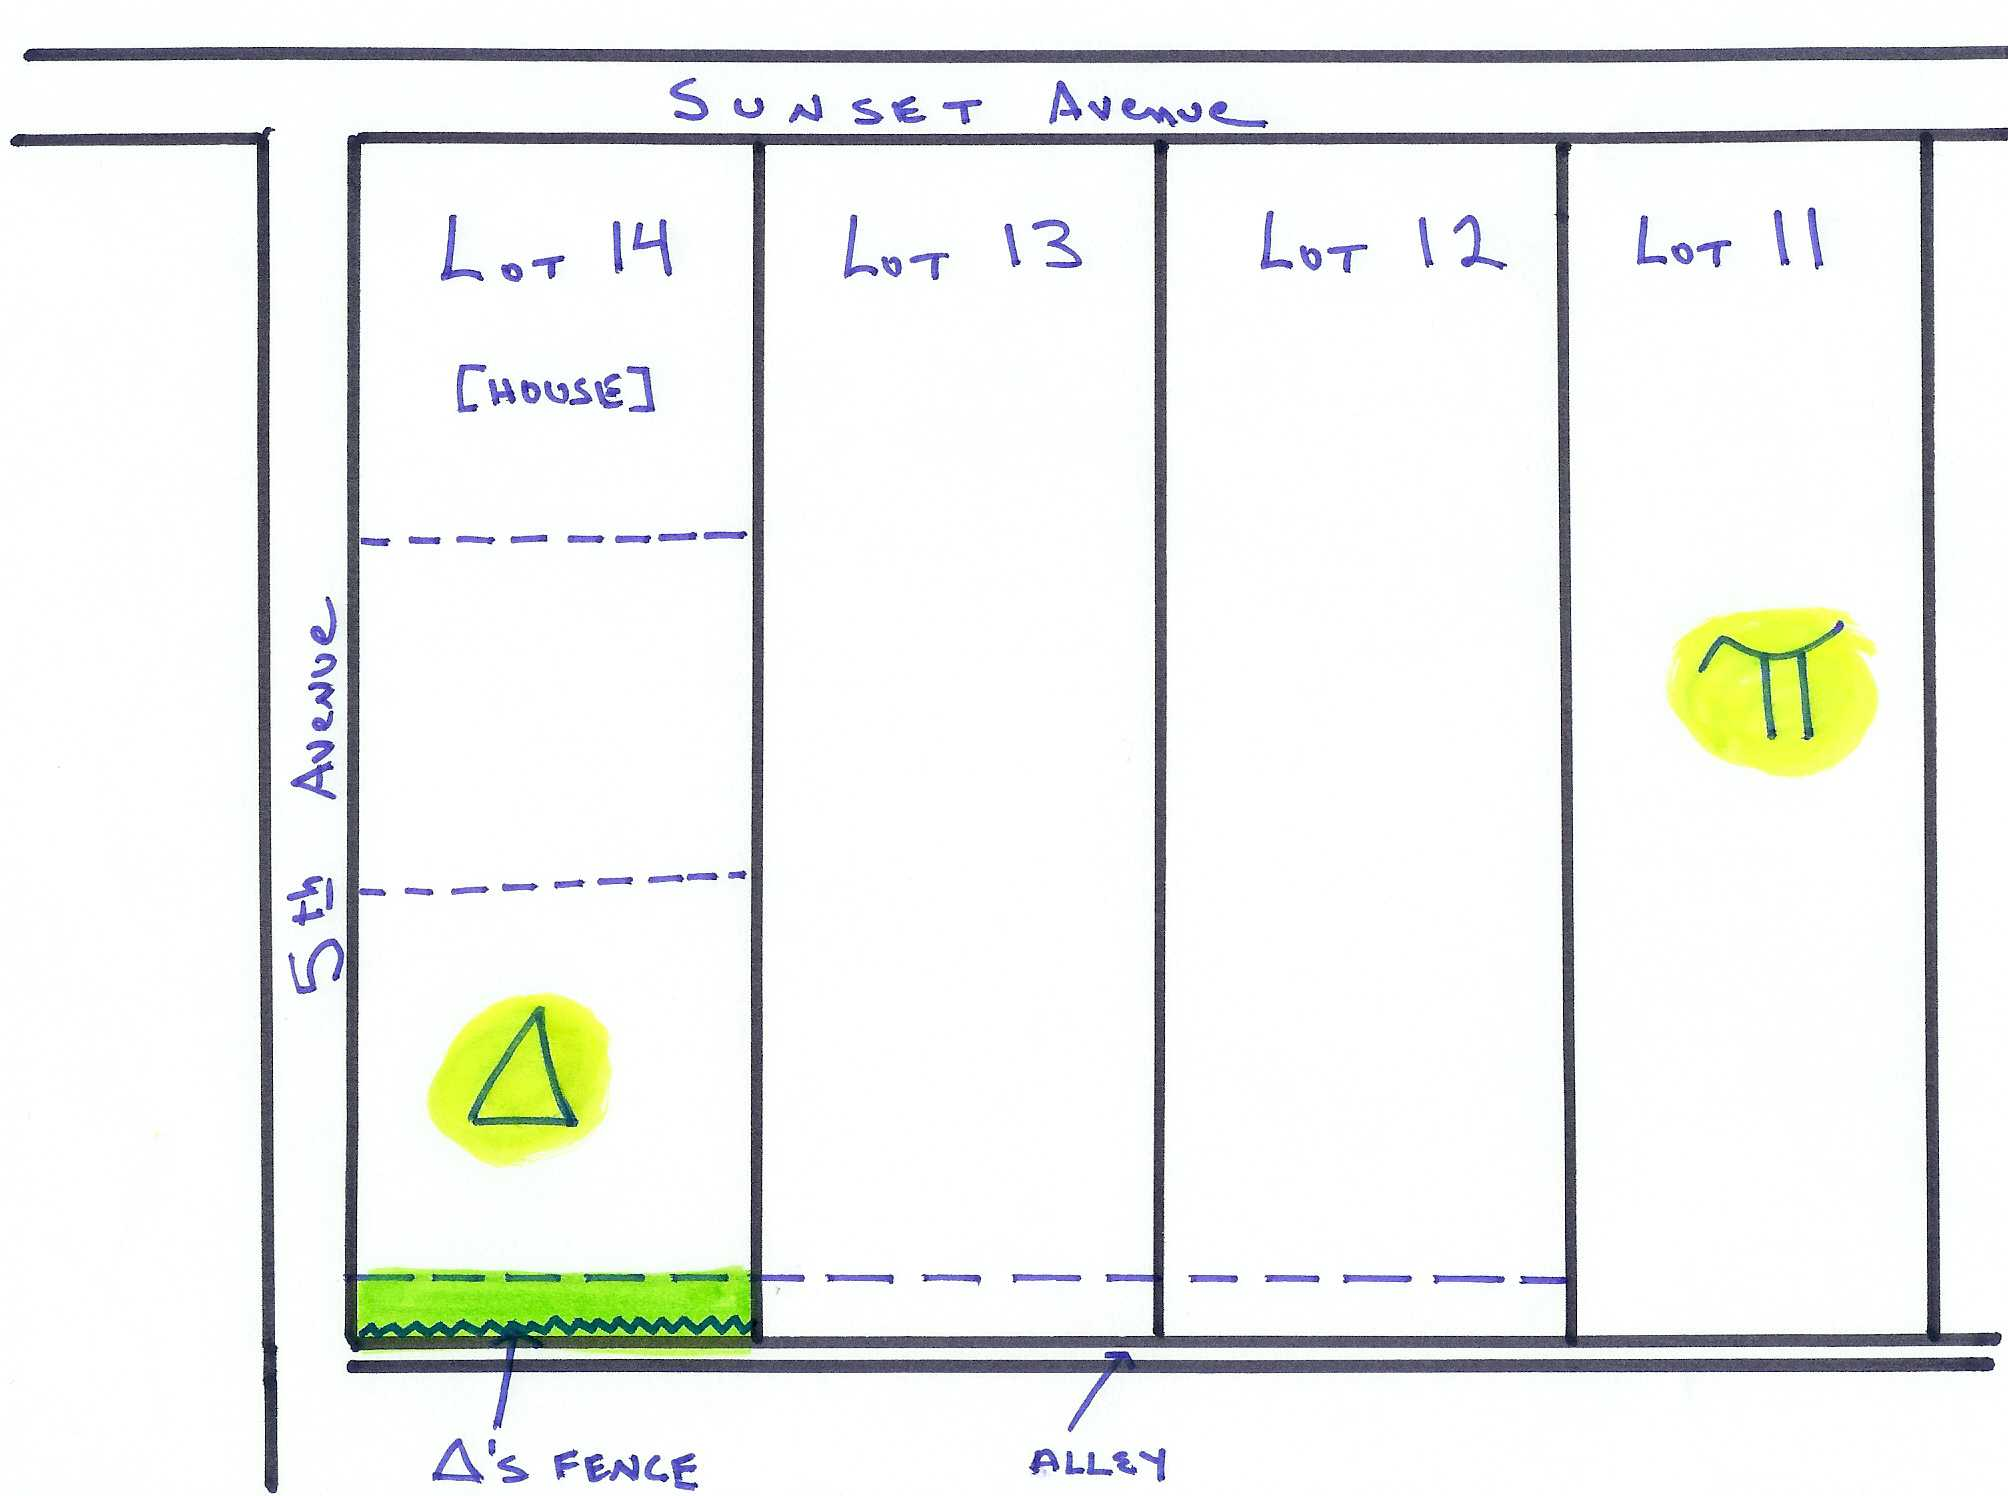 SUNSET Avenue
LOT 14
LOT 13
LOT 12
LOT 11
[HOUSE]
π
5th Avenue
Δ
Δ'S FENCE
ALLEY